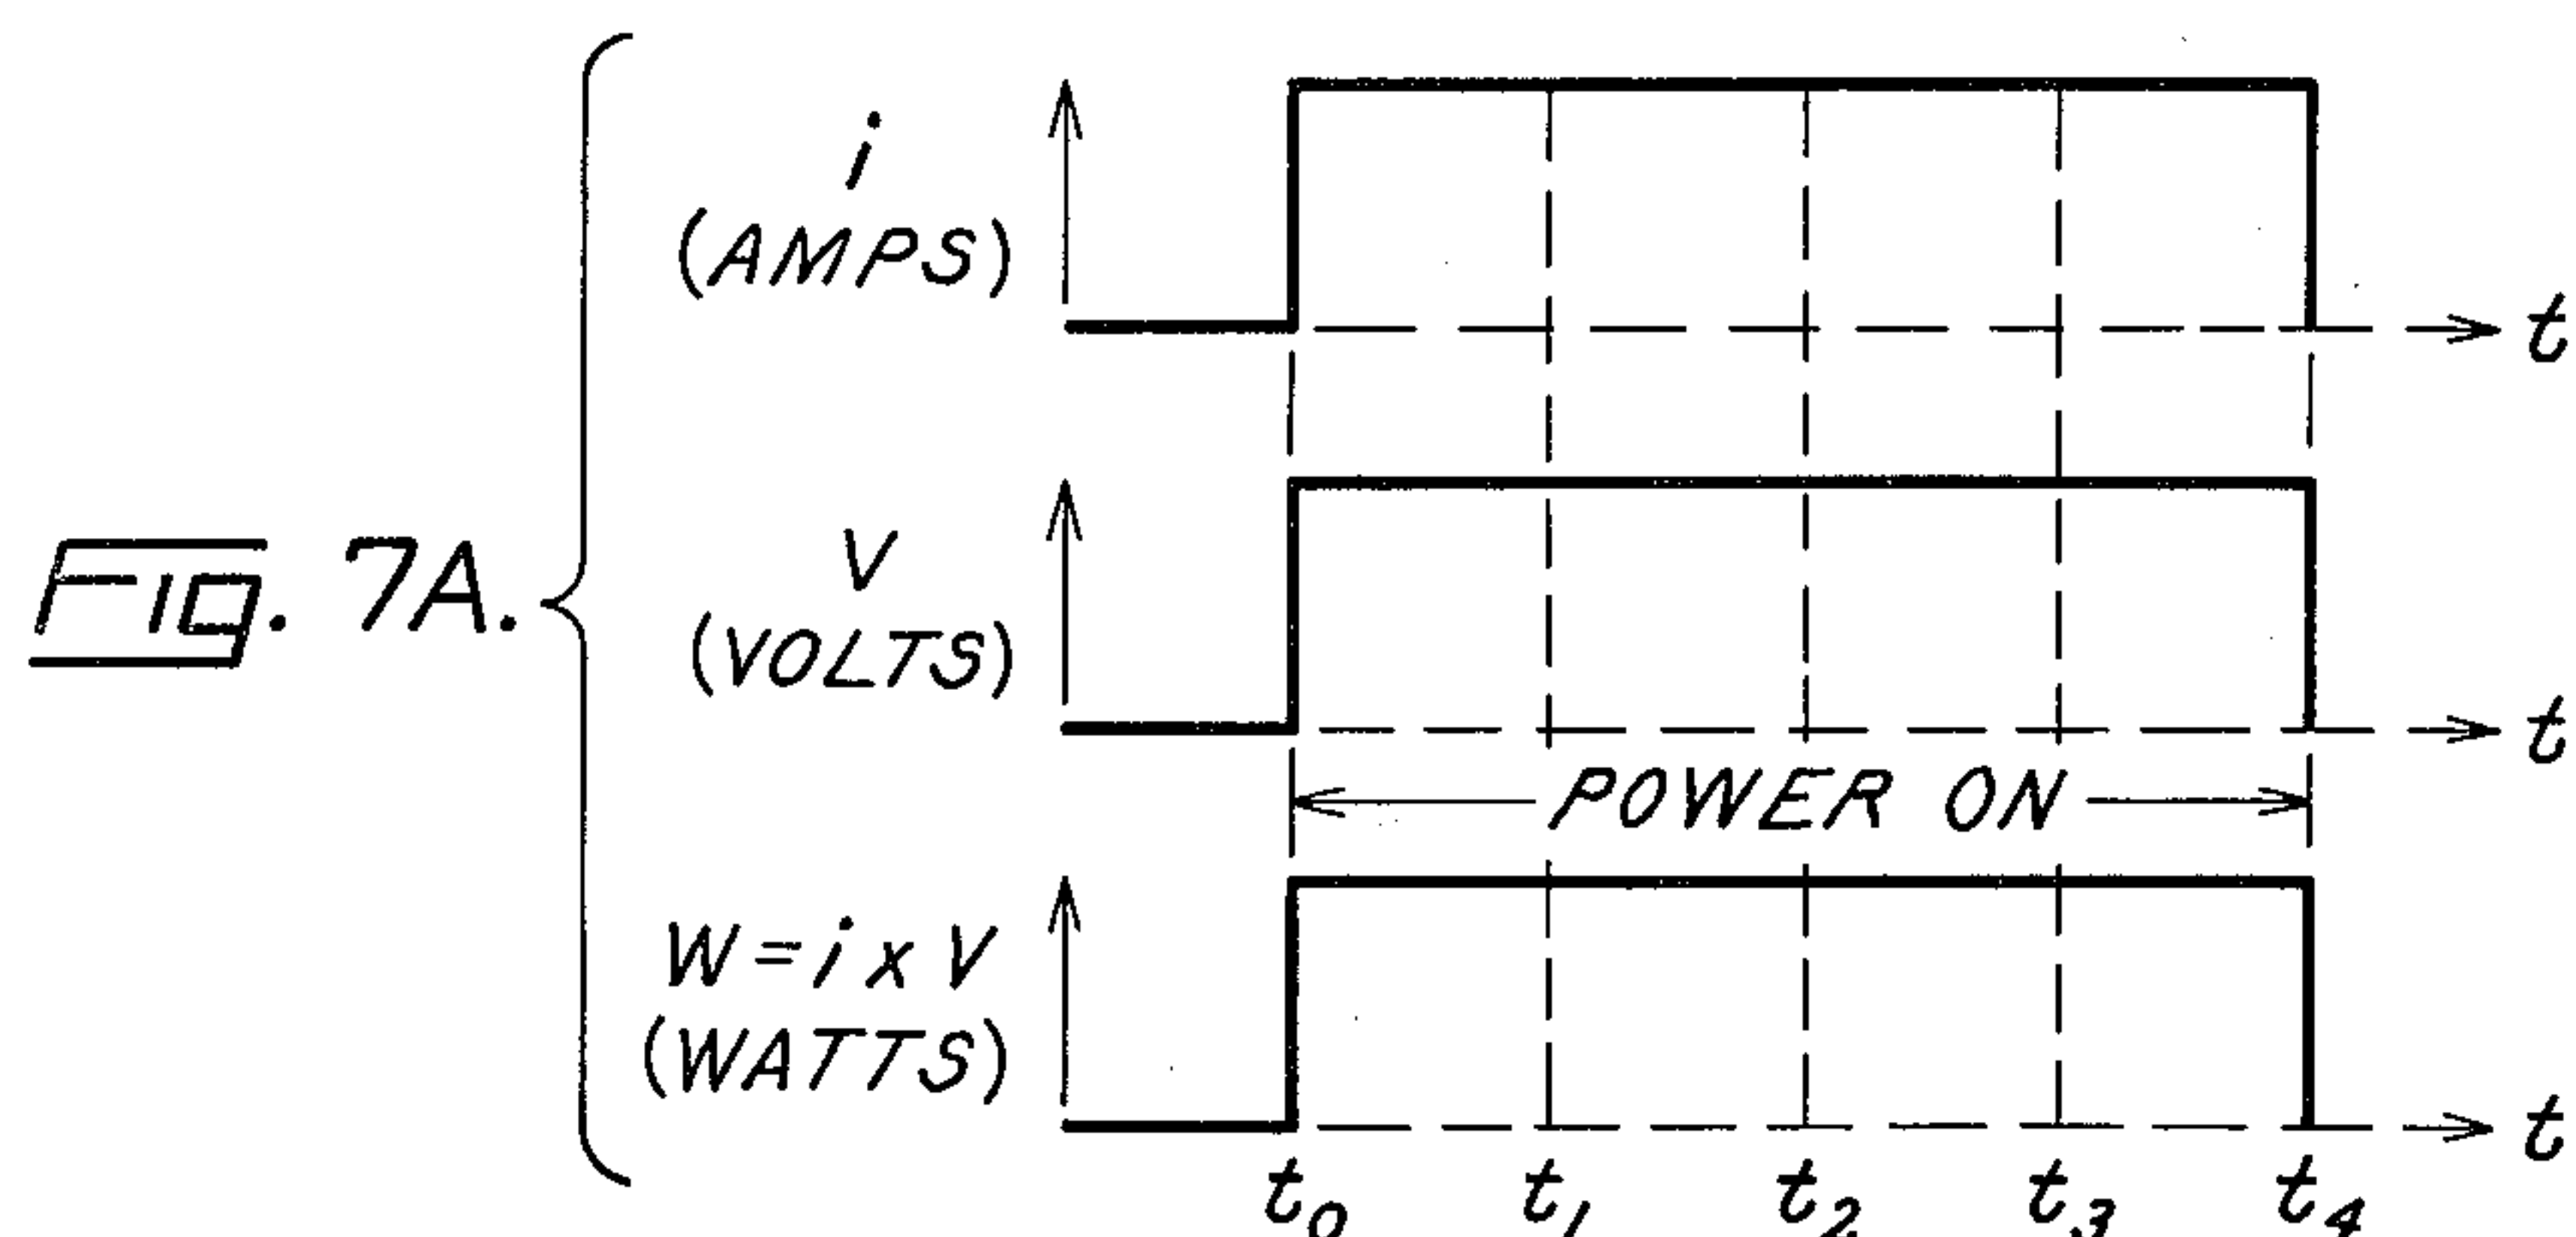 Fig. 7A.
i
(AMPS)
t
V
(VOLTS)
t
POWER ON
W = i x V
(WATTS)
t
t0 t1 t2 t3 t4